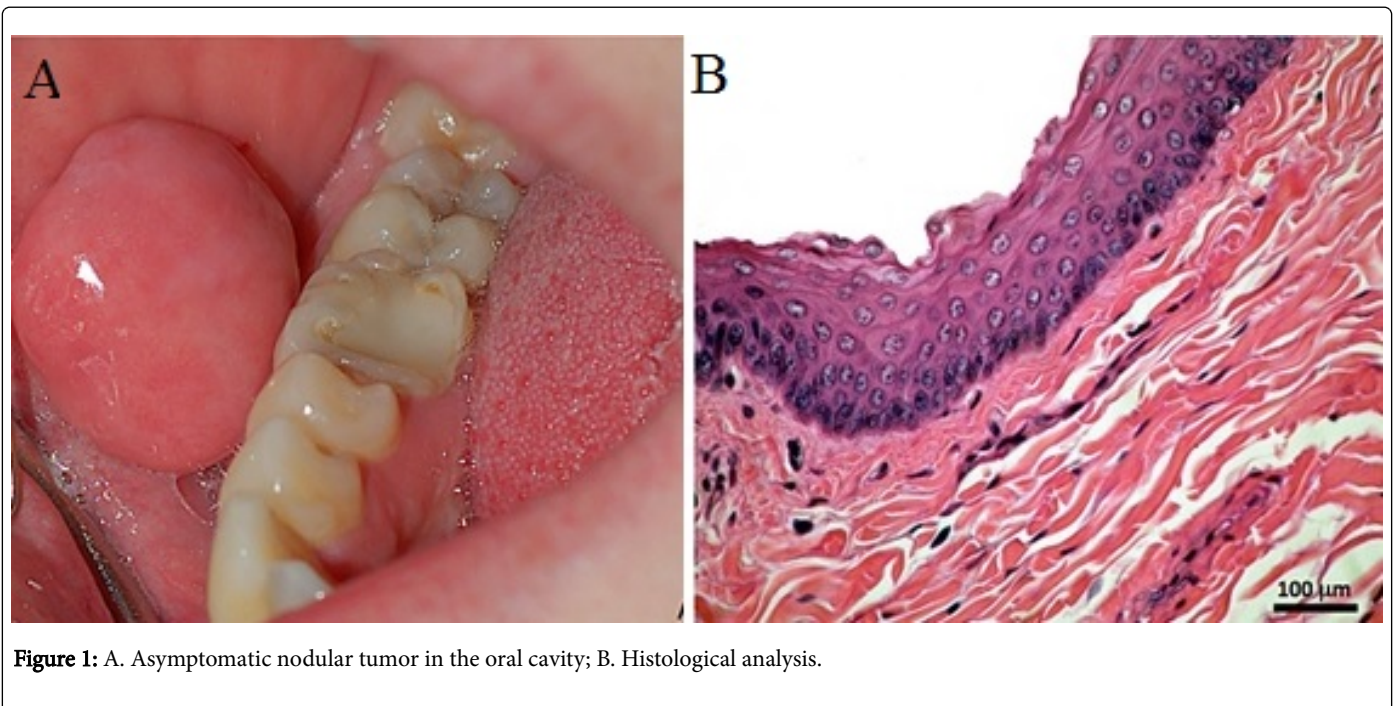 A
B
100 µm
Figure 1: A. Asymptomatic nodular tumor in the oral cavity; B. Histological analysis.